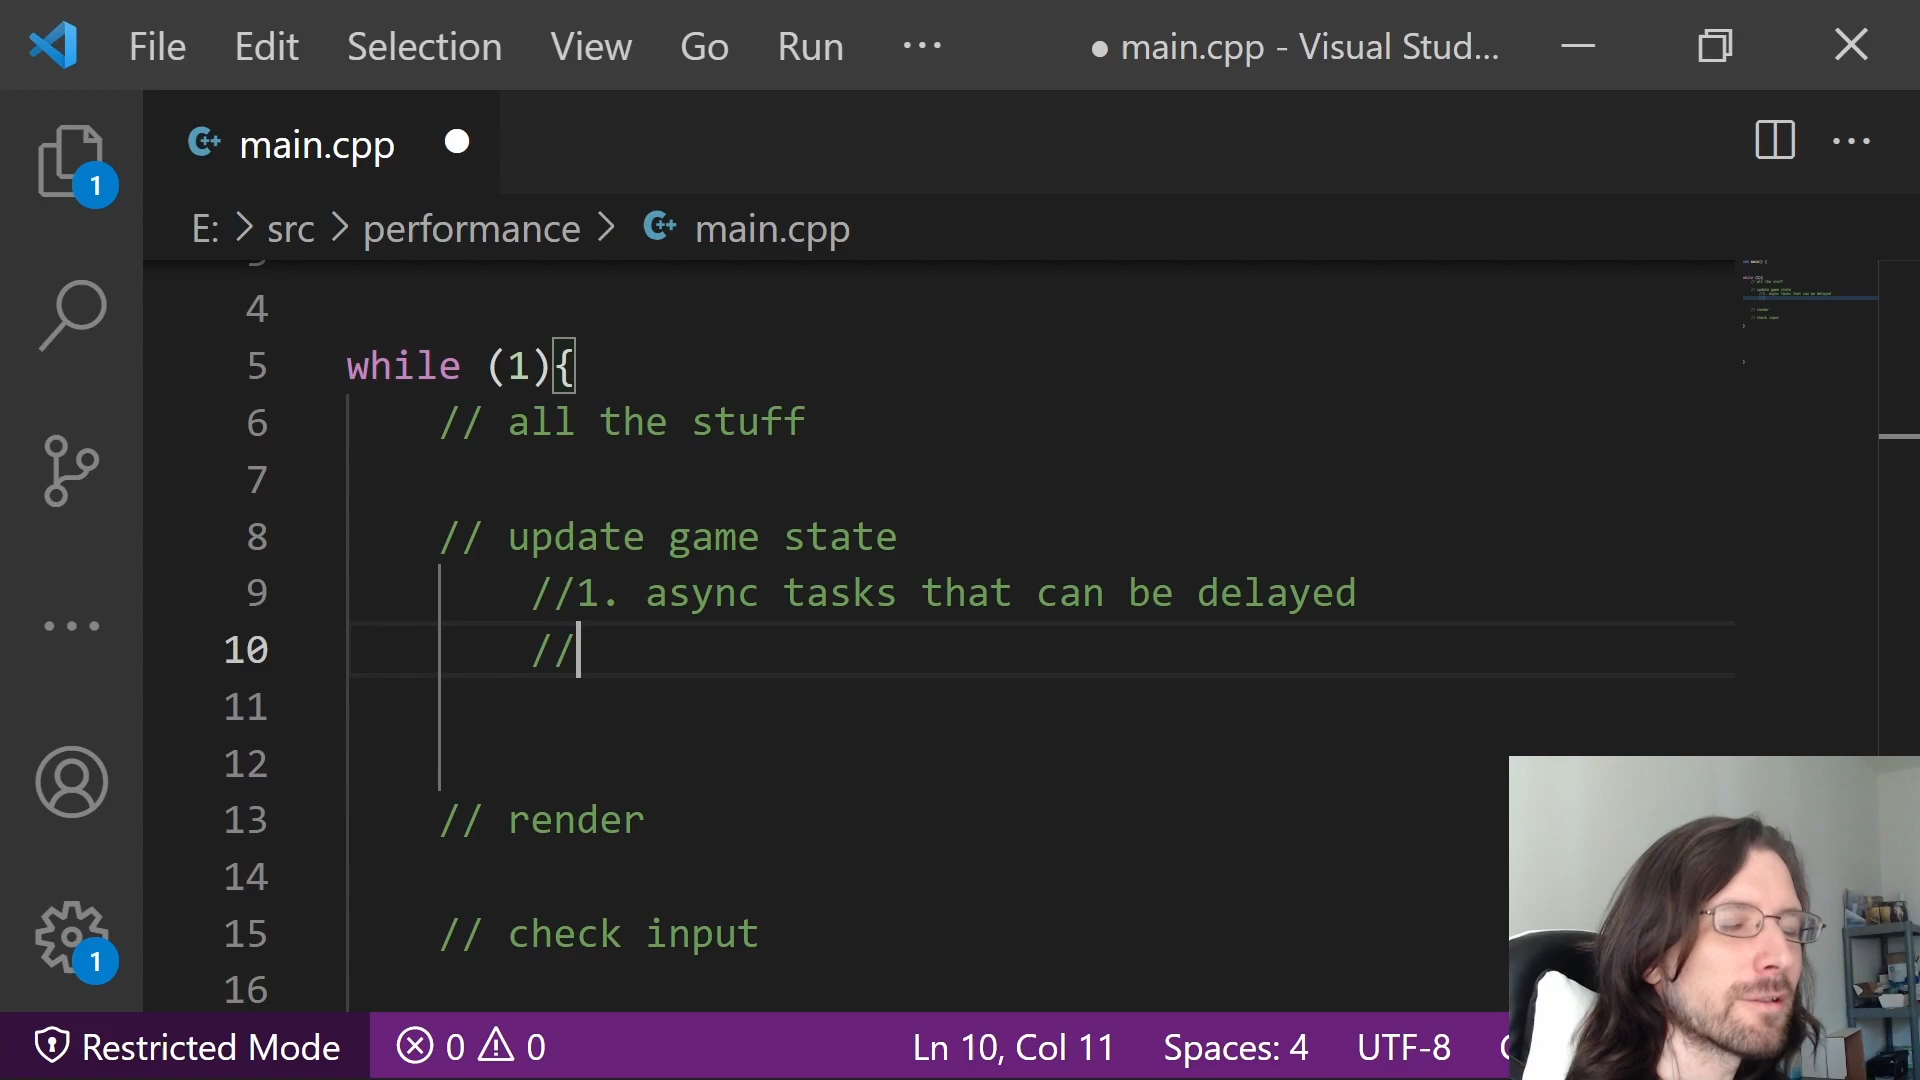 File Edit Selection View Go Run ... ● main.cpp - Visual Stud...
main.cpp
E: > src > performance > main.cpp
4
5 while (1){
6 // all the stuff
7
8 // update game state
9 //1. async tasks that can be delayed
10 //
11
12
13 // render
14
15 // check input
16
1
1
Restricted Mode 0 0 Ln 10, Col 11 Spaces: 4 UTF-8